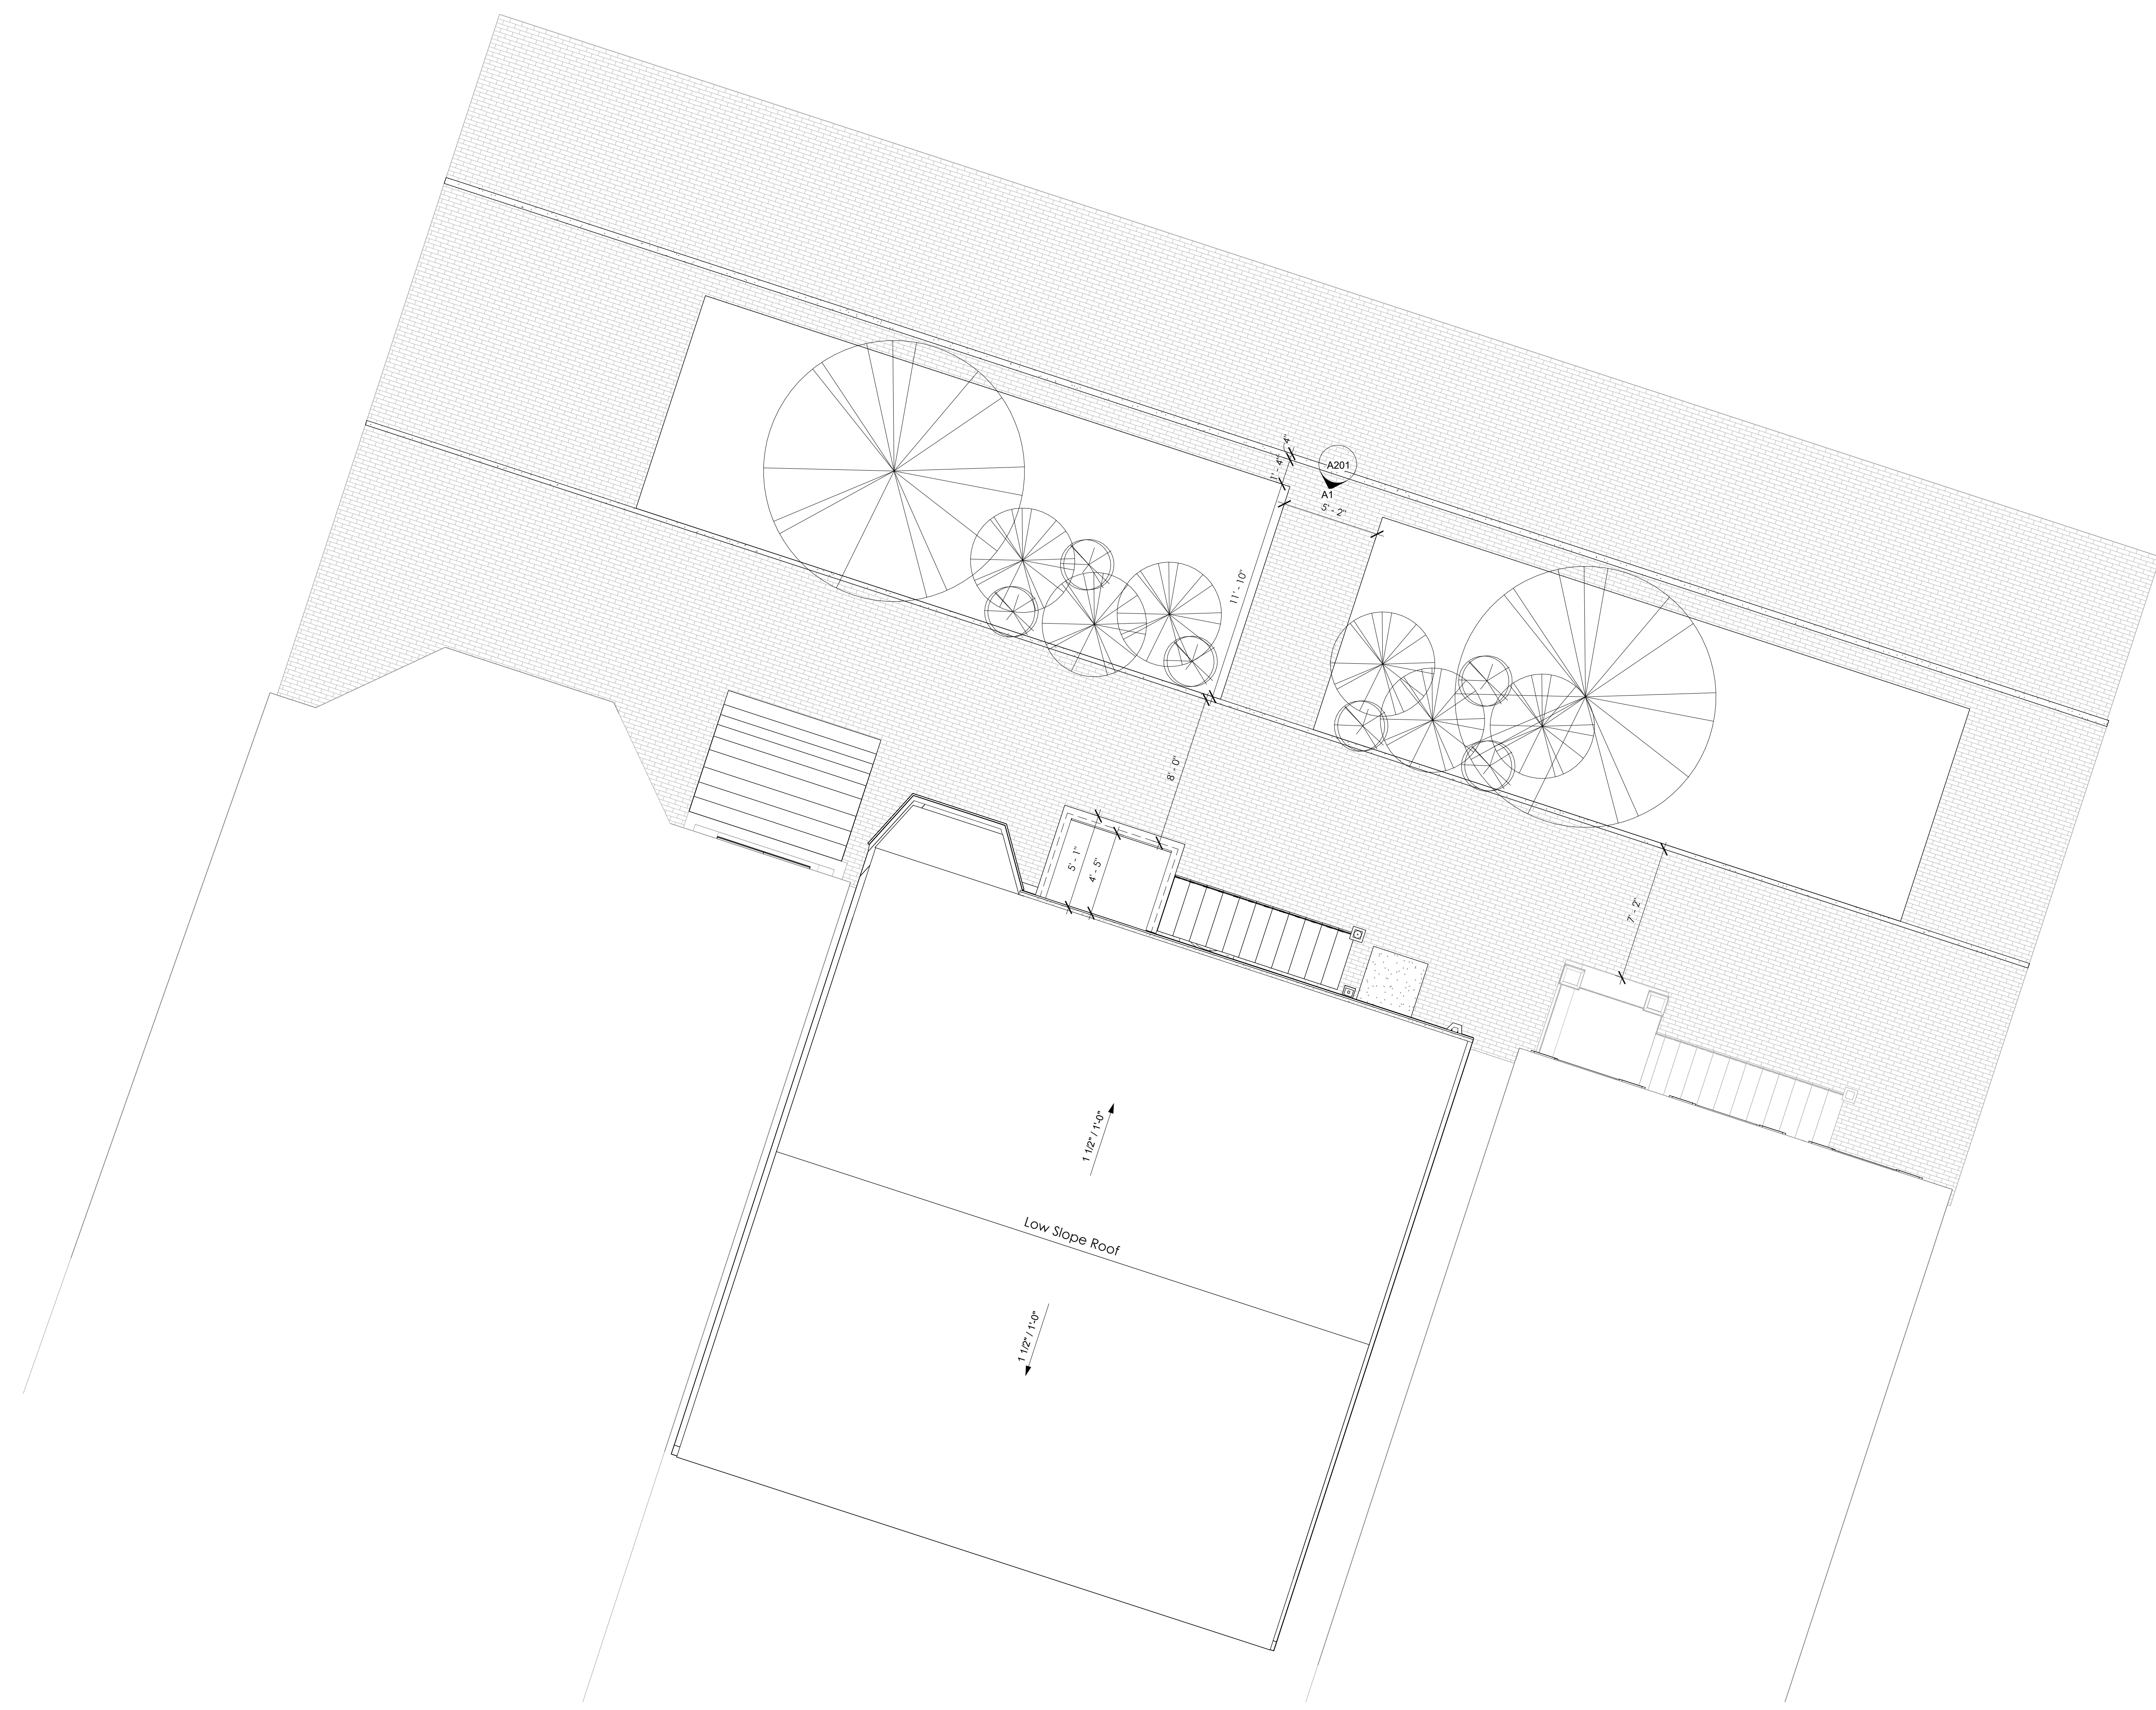 4"
1' - 4"
A201
A1
5' - 2"
11' - 10"
8' - 0"
5' - 1"
4' - 5"
7' - 2"
1 1/2" / 1'-0"
Low Slope Roof
1 1/2" / 1'-0"